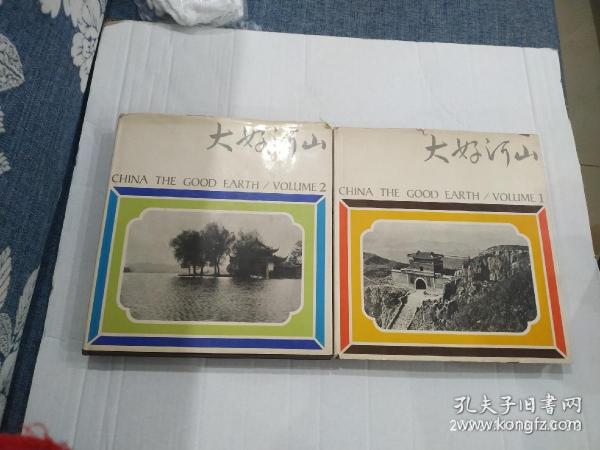 大好河山
CHINA THE GOOD EARTH / VOLUME 2
大好河山
CHINA THE GOOD EARTH / VOLUME 1
孔夫子旧书网
www.kongfz.com